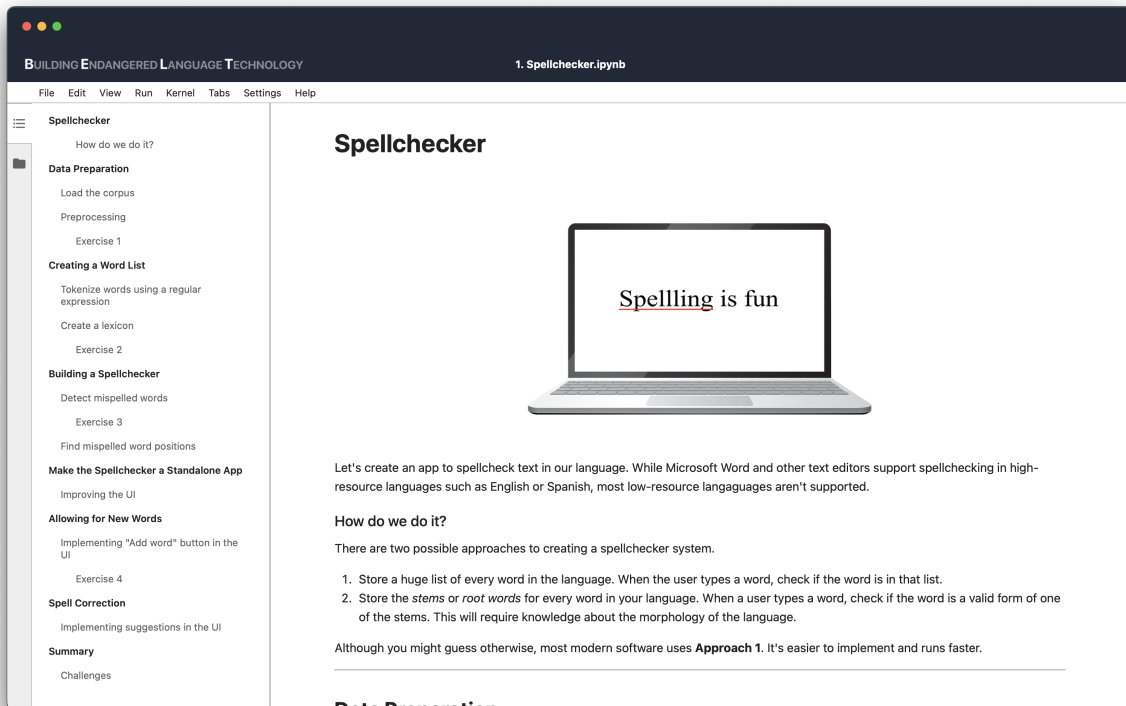 BUILDING ENDANGERED LANGUAGE TECHNOLOGY
1. Spellchecker.ipynb
File Edit View Run Kernel Tabs Settings Help
Spellchecker
How do we do it?
Data Preparation
Load the corpus
Preprocessing
Exercise 1
Creating a Word List
Tokenize words using a regular
expression
Create a lexicon
Exercise 2
Building a Spellchecker
Detect mispelled words
Exercise 3
Find mispelled word positions
Make the Spellchecker a Standalone App
Improving the UI
Allowing for New Words
Implementing "Add word" button in the
UI
Exercise 4
Spell Correction
Implementing suggestions in the UI
Summary
Challenges
Spellchecker
Spellling is fun
Let's create an app to spellcheck text in our language. While Microsoft Word and other text editors support spellchecking in high-
resource languages such as English or Spanish, most low-resource langaguages aren't supported.
How do we do it?
There are two possible approaches to creating a spellchecker system.
1. Store a huge list of every word in the language. When the user types a word, check if the word is in that list.
2. Store the stems or root words for every word in your language. When a user types a word, check if the word is a valid form of one
of the stems. This will require knowledge about the morphology of the language.
Although you might guess otherwise, most modern software uses Approach 1. It's easier to implement and runs faster.
Data Preparation